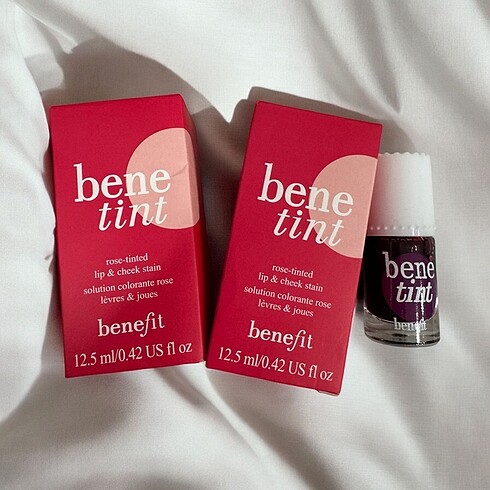 bene
tint
rose-tinted
lip & cheek stain
solution colorante rose
lèvres & joues
benefit
12.5 ml/0.42 US fl oz
bene
tint
rose-tinted
lip & cheek stain
solution colorante rose
lèvres & joues
benefit
12.5 ml/0.42 US fl oz
bene
tint
benefit